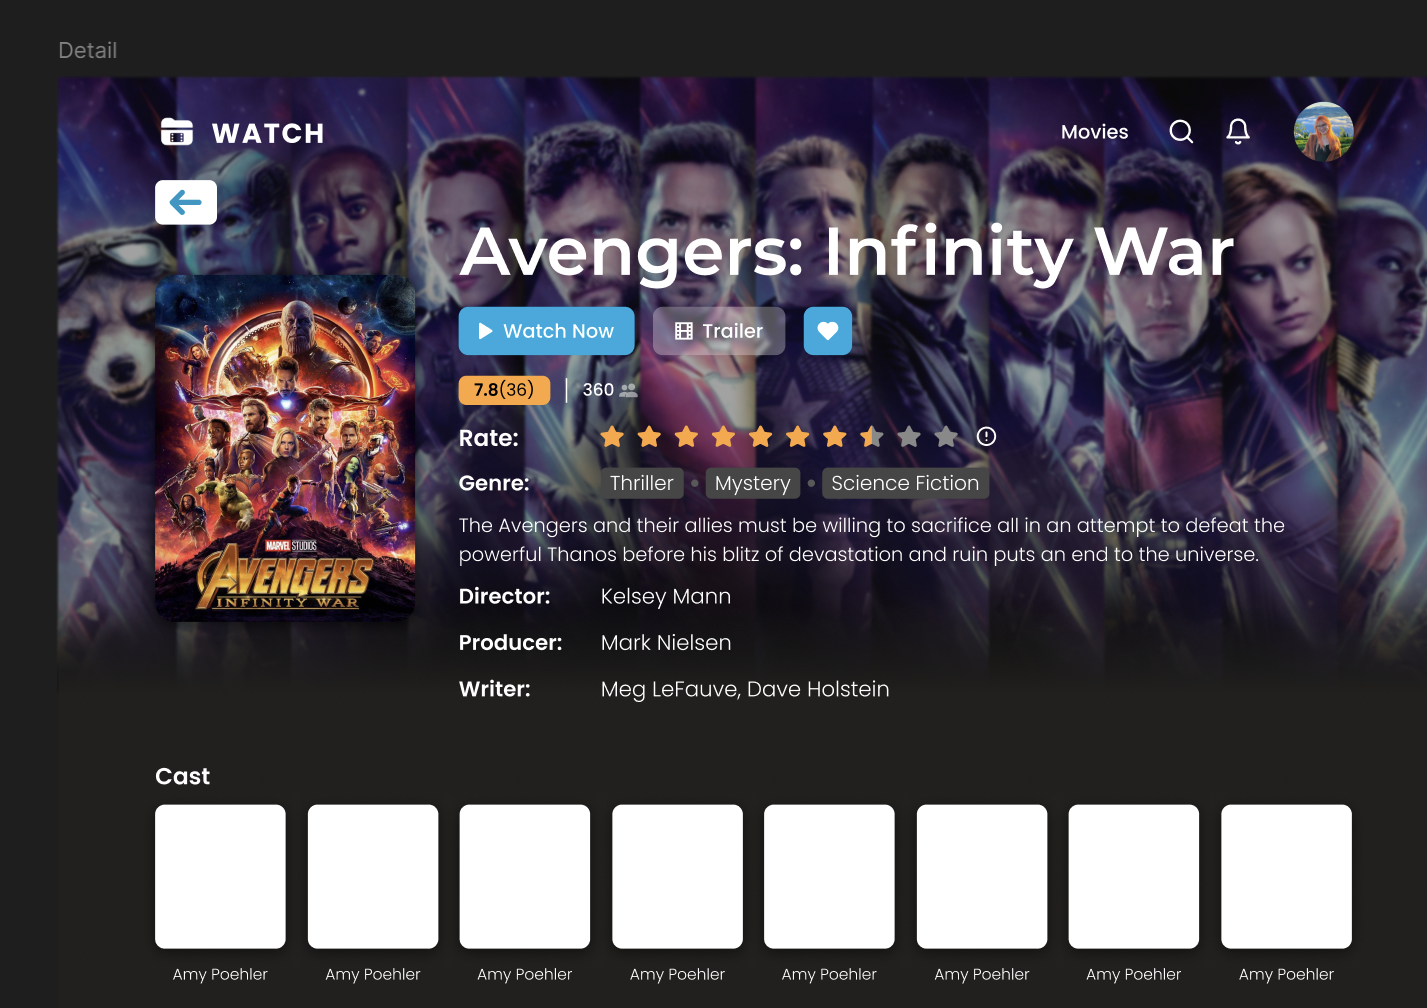 Detail
WATCH
Movies
Avengers: Infinity War
Watch Now
Trailer
7.8(36)
360
Rate:
Genre:
Thriller
Mystery
Science Fiction
The Avengers and their allies must be willing to sacrifice all in an attempt to defeat the
powerful Thanos before his blitz of devastation and ruin puts an end to the universe.
MARVEL STUDIOS
AVENGERS
INFINITY WAR
Director:
Kelsey Mann
Producer:
Mark Nielsen
Writer:
Meg LeFauve, Dave Holstein
Cast
Amy Poehler
Amy Poehler
Amy Poehler
Amy Poehler
Amy Poehler
Amy Poehler
Amy Poehler
Amy Poehler